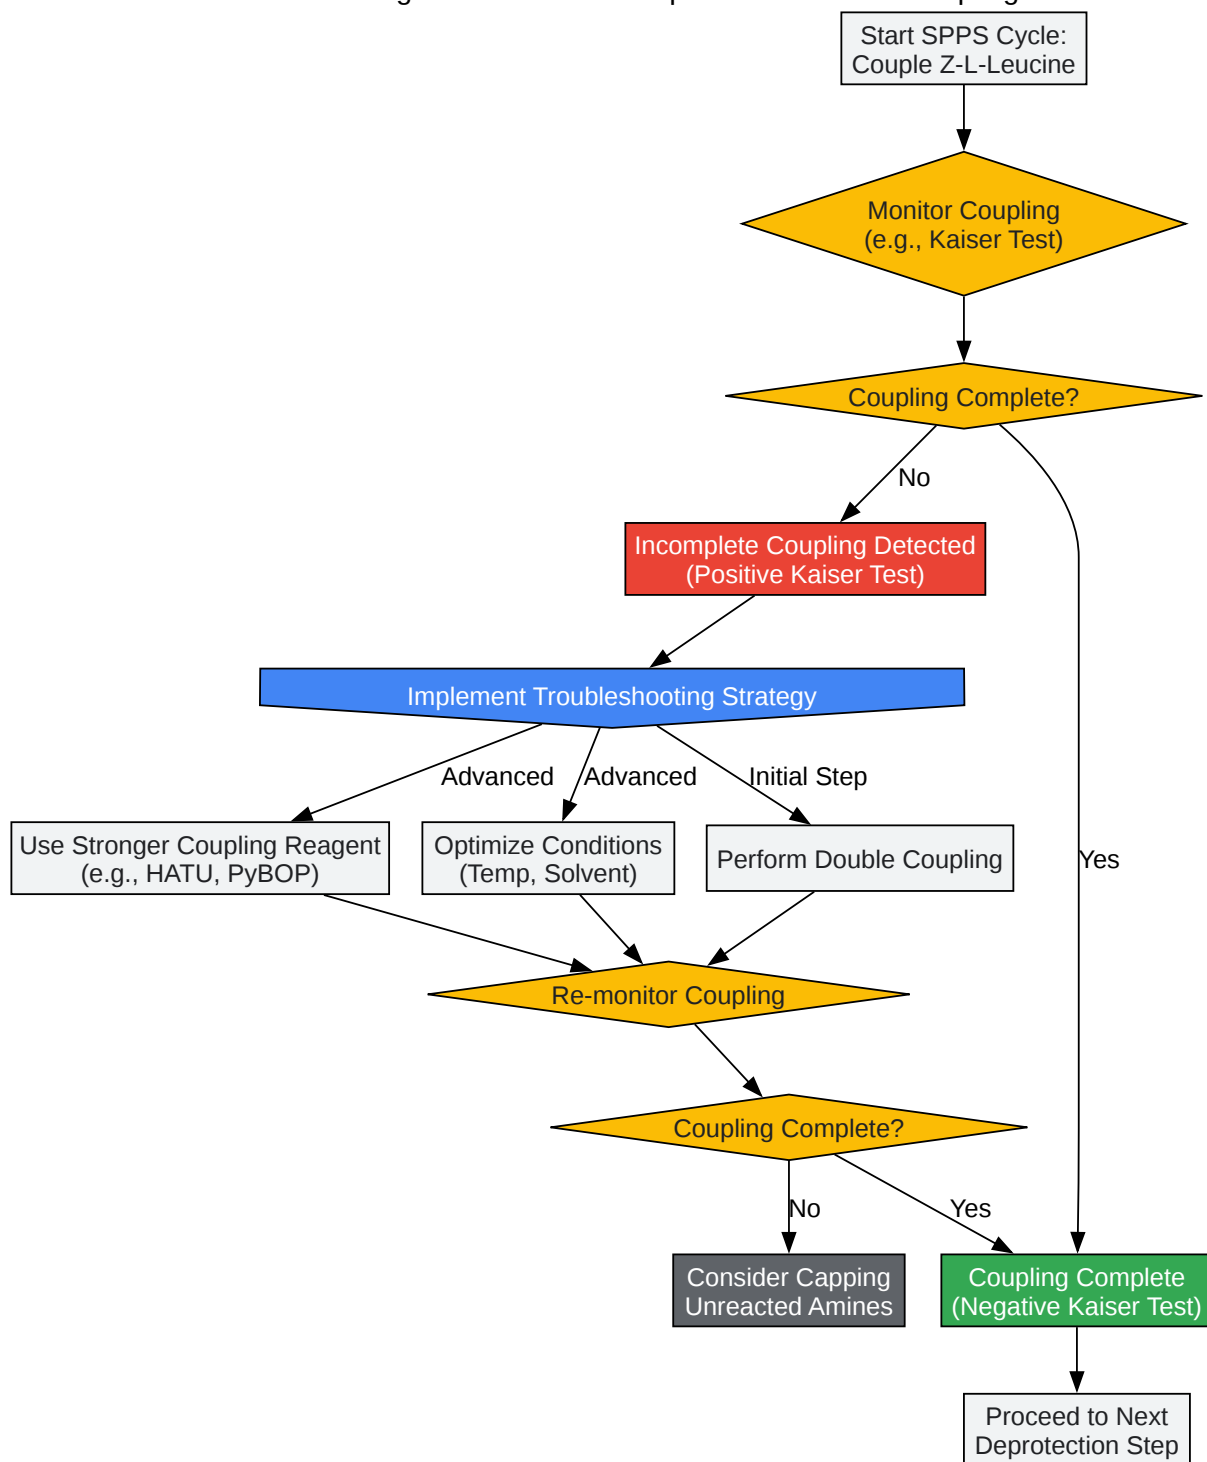 Start SPPS Cycle:
Couple Z-L-Leucine
Monitor Coupling
(e.g., Kaiser Test)
Coupling Complete?
No
Incomplete Coupling Detected
(Positive Kaiser Test)
Implement Troubleshooting Strategy
Advanced
Advanced
Initial Step
Use Stronger Coupling Reagent
(e.g., HATU, PyBOP)
Optimize Conditions
(Temp, Solvent)
Perform Double Coupling
Yes
Re-monitor Coupling
Coupling Complete?
No
Yes
Consider Capping
Unreacted Amines
Coupling Complete
(Negative Kaiser Test)
Proceed to Next
Deprotection Step